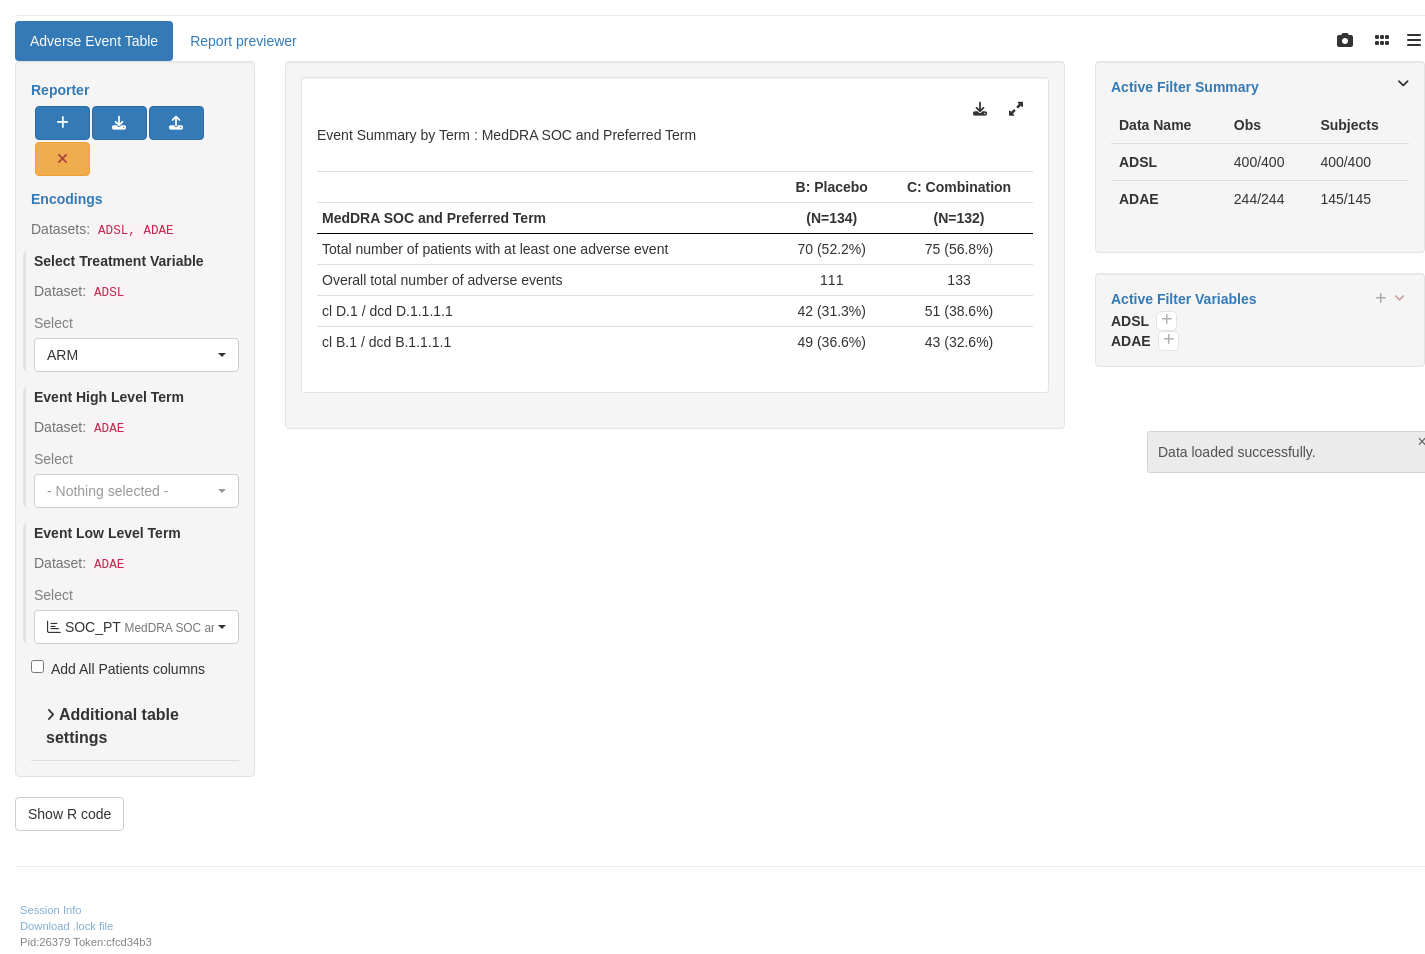 Adverse Event Table
Report previewer
Reporter
Encodings
Datasets: ADSL, ADAE
Select Treatment Variable
Dataset: ADSL
Select
ARM
Event High Level Term
Dataset: ADAE
Select
- Nothing selected -
Event Low Level Term
Dataset: ADAE
Select
SOC_PT MedDRA SOC ar
Add All Patients columns
Additional table
settings
Show R code
Event Summary by Term : MedDRA SOC and Preferred Term
B: Placebo C: Combination
MedDRA SOC and Preferred Term (N=134) (N=132)
Total number of patients with at least one adverse event 70 (52.2%) 75 (56.8%)
Overall total number of adverse events 111 133
cl D.1 / dcd D.1.1.1.1 42 (31.3%) 51 (38.6%)
cl B.1 / dcd B.1.1.1.1 49 (36.6%) 43 (32.6%)
Active Filter Summary
Data Name Obs Subjects
ADSL 400/400 400/400
ADAE 244/244 145/145
Active Filter Variables
ADSL
ADAE
Data loaded successfully.
Session Info
Download .lock file
Pid:26379 Token:cfcd34b3